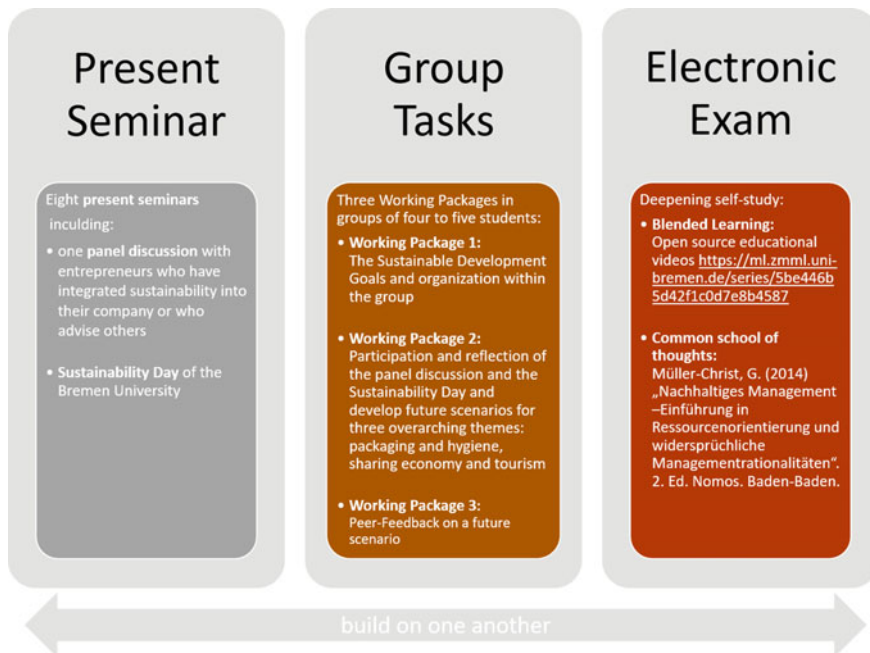 Present
Seminar
Eight present seminars
inculding:
• one panel discussion with
entrepreneurs who have
integrated sustainability into
their company or who
advise others
• Sustainability Day of the
Bremen University
Group
Tasks
Three Working Packages in
groups of four to five students:
• Working Package 1:
The Sustainable Development
Goals and organization within
the group
• Working Package 2:
Participation and reflection of
the panel discussion and the
Sustainability Day and
develop future scenarios for
three overarching themes:
packaging and hygiene,
sharing economy and tourism
• Working Package 3:
Peer-Feedback on a future
scenario
Electronic
Exam
Deepening self-study:
• Blended Learning:
Open source educational
videos https://ml.zmml.uni-
bremen.de/series/5be446b
5d42f1c0d7e8b4587
• Common school of
thoughts:
Müller-Christ, G. (2014)
„Nachhaltiges Management
–Einführung in
Ressourcenorientierung und
widersprüchliche
Managementrationalitäten“.
2. Ed. Nomos. Baden-Baden.
build on one another